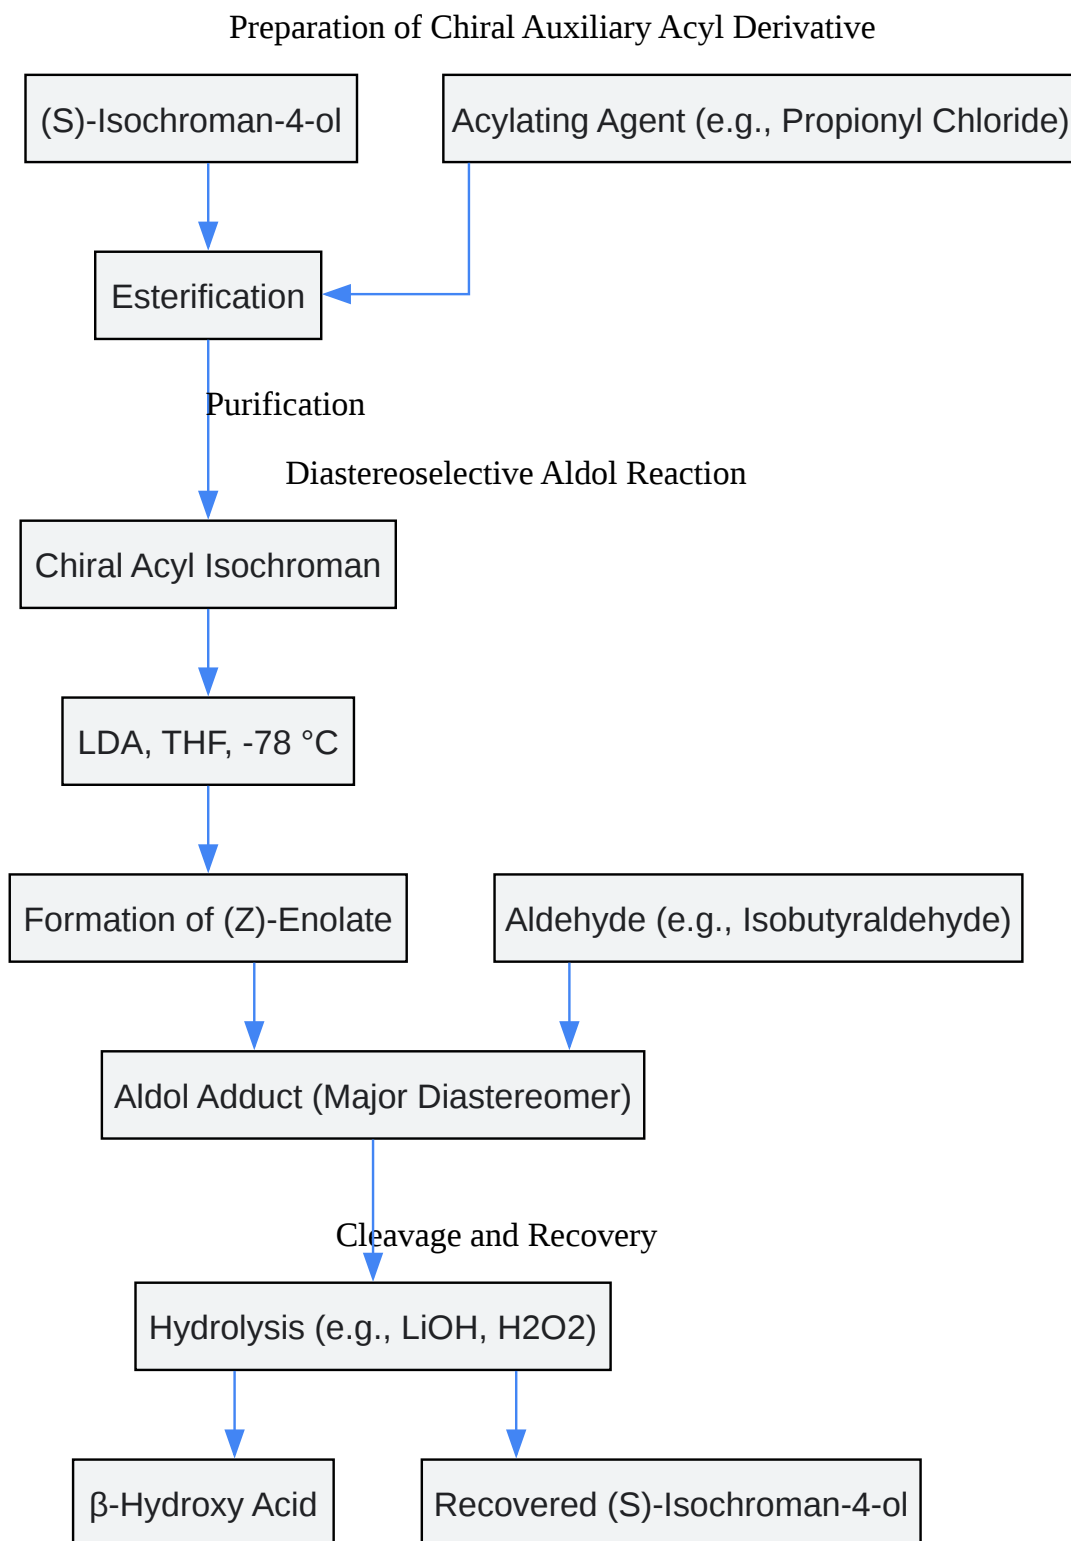 Preparation of Chiral Auxiliary Acyl Derivative
(S)-Isochroman-4-ol
Acylating Agent (e.g., Propionyl Chloride)
Esterification
Purification
Diastereoselective Aldol Reaction
Chiral Acyl Isochroman
LDA, THF, -78 °C
Formation of (Z)-Enolate
Aldehyde (e.g., Isobutyraldehyde)
Aldol Adduct (Major Diastereomer)
Cleavage and Recovery
Hydrolysis (e.g., LiOH, H2O2)
β-Hydroxy Acid
Recovered (S)-Isochroman-4-ol